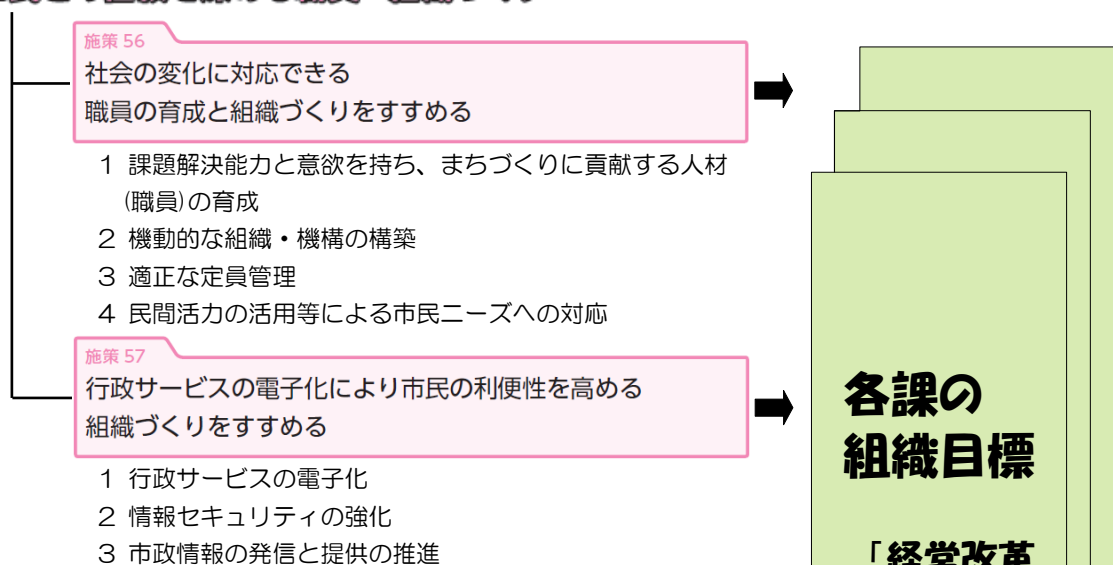 施策 56
社会の変化に対応できる
職員の育成と組織づくりをすすめる
1 課題解決能力と意欲を持ち、まちづくりに貢献する人材
(職員)の育成
2 機動的な組織・機構の構築
3 適正な定員管理
4 民間活力の活用等による市民ニーズへの対応
施策 57
行政サービスの電子化により市民の利便性を高める
組織づくりをすすめる
1 行政サービスの電子化
2 情報セキュリティの強化
3 市政情報の発信と提供の推進
各課の
組織目標
「経営改革